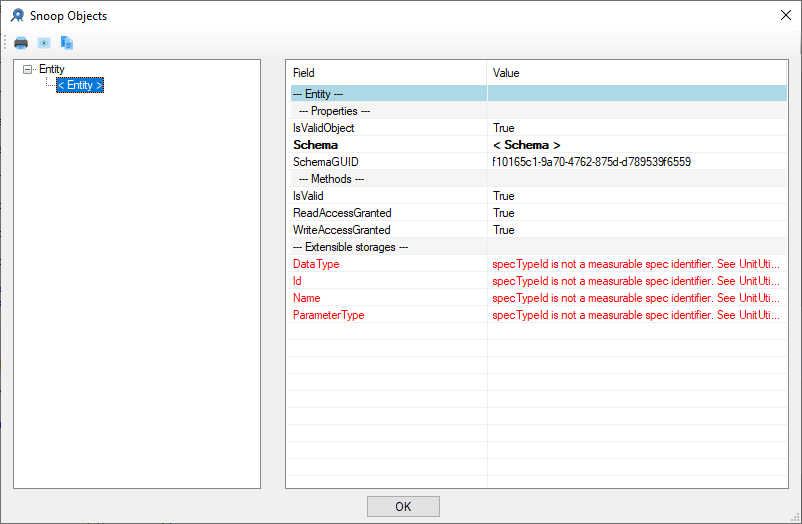 Snoop Objects
Entity
< Entity >
Field Value
--- Entity ---
--- Properties ---
IsValidObject True
Schema < Schema >
SchemaGUID f10165c1-9a70-4762-875d-d789539f6559
--- Methods ---
IsValid True
ReadAccessGranted True
WriteAccessGranted True
--- Extensible storages ---
DataType specTypeId is not a measurable spec identifier. See UnitUti...
Id specTypeId is not a measurable spec identifier. See UnitUti...
Name specTypeId is not a measurable spec identifier. See UnitUti...
ParameterType specTypeId is not a measurable spec identifier. See UnitUti...
OK